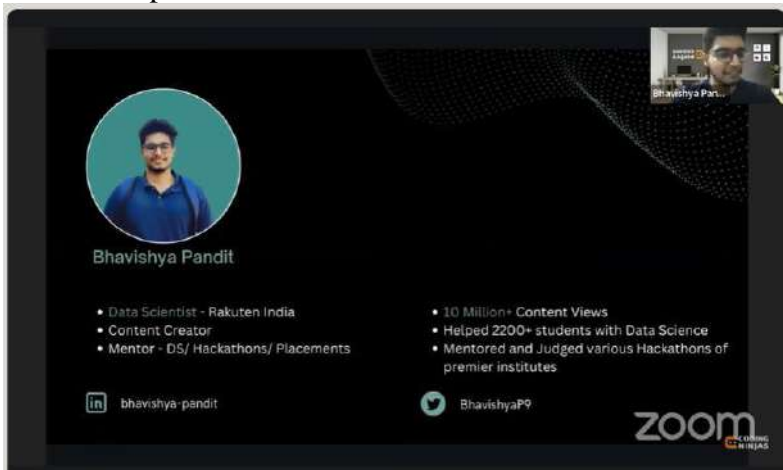 Bhavishya Pan...
Bhavishya Pandit
• Data Scientist - Rakuten India
• Content Creator
• Mentor - DS/ Hackathons/ Placements
• 10 Million+ Content Views
• Helped 2200+ students with Data Science
• Mentored and Judged various Hackathons of
premier institutes
in bhavishya-pandit
BhavishyaP9
zoom
CODING
NINJAS